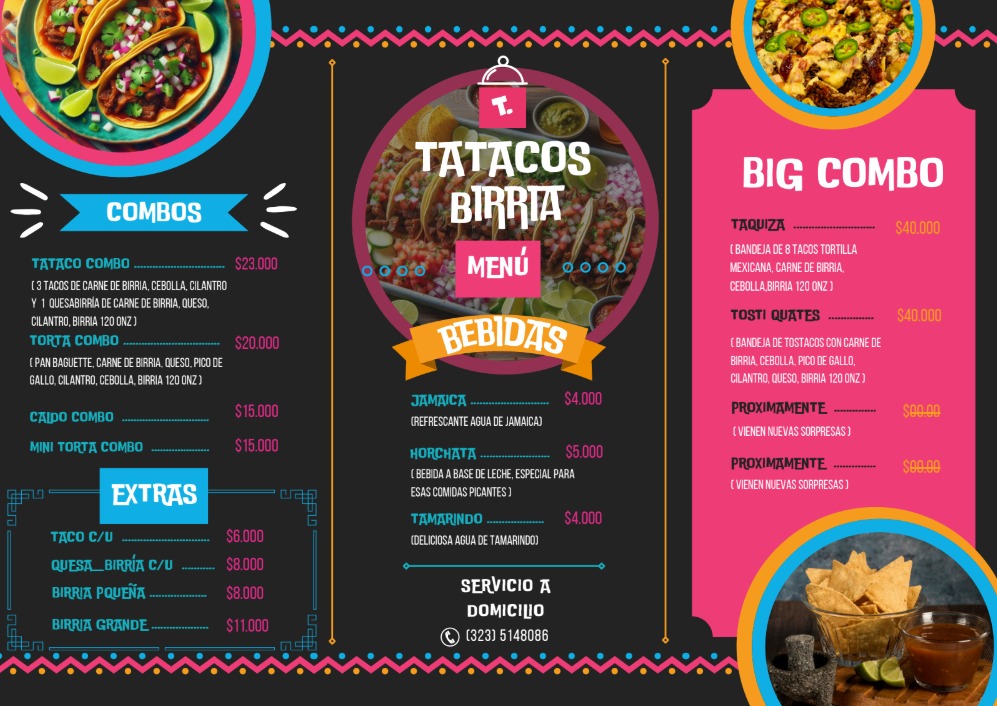 COMBOS
TATACO COMBO ........................ $23.000
( 3 TACOS DE CARNE DE BIRRIA, CEBOLLA, CILANTRO
Y 1 QUESABIRRÍA DE CARNE DE BIRRIA, QUESO,
CILANTRO, BIRRIA 120 ONZ )
TORTA COMBO ........................ $20.000
( PAN BAGUETTE, CARNE DE BIRRIA, QUESO, PICO DE
GALLO, CILANTRO, CEBOLLA, BIRRIA 120 ONZ )
CALDO COMBO ........................ $15.000
MINI TORTA COMBO ................ $15.000
EXTRAS
TACO C/U ........................ $6.000
QUESA_BIRRÍA C/U ......... $8.000
BIRRIA PQUEÑA ..................... $8.000
BIRRIA GRANDE ................ $11.000
T.
TATACOS
BIRRIA
MENÚ
BEBIDAS
JAMAICA ..................... $4.000
(REFRESCANTE AGUA DE JAMAICA)
HORCHATA ................... $5.000
( BEBIDA A BASE DE LECHE, ESPECIAL PARA
ESAS COMIDAS PICANTES )
TAMARINDO ................ $4.000
(DELICIOSA AGUA DE TAMARINDO)
SERVICIO A
DOMICILIO
(323) 5148086
BIG COMBO
TAQUIZA ........................ $40.000
( BANDEJA DE 8 TACOS TORTILLA
MEXICANA, CARNE DE BIRRIA,
CEBOLLA,BIRRIA 120 ONZ )
TOSTI QUATES ............. $40.000
( BANDEJA DE TOSTACOS CON CARNE DE
BIRRIA, CEBOLLA, PICO DE GALLO,
CILANTRO, QUESO, BIRRIA 120 ONZ )
PROXIMAMENTE ............ $00.00
( VIENEN NUEVAS SORPRESAS )
PROXIMAMENTE ............ $00.00
( VIENEN NUEVAS SORPRESAS )